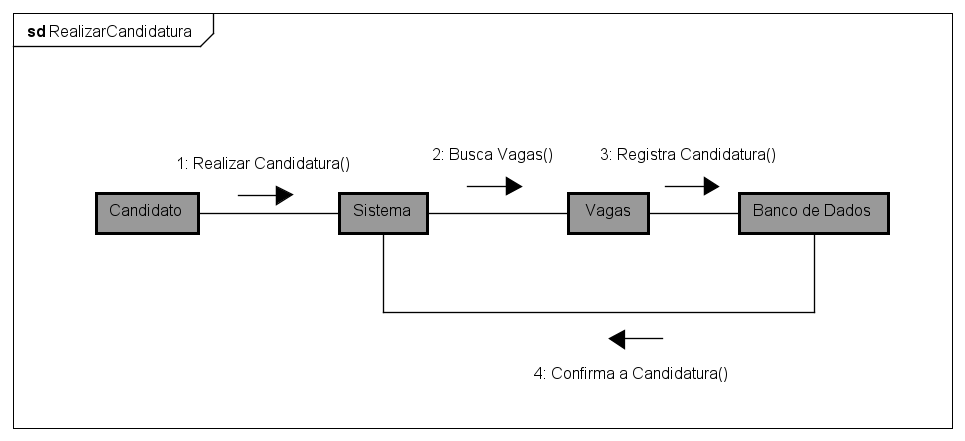 sd RealizarCandidatura
1: Realizar Candidatura()
2: Busca Vagas()
3: Registra Candidatura()
Candidato
Sistema
Vagas
Banco de Dados
4: Confirma a Candidatura()